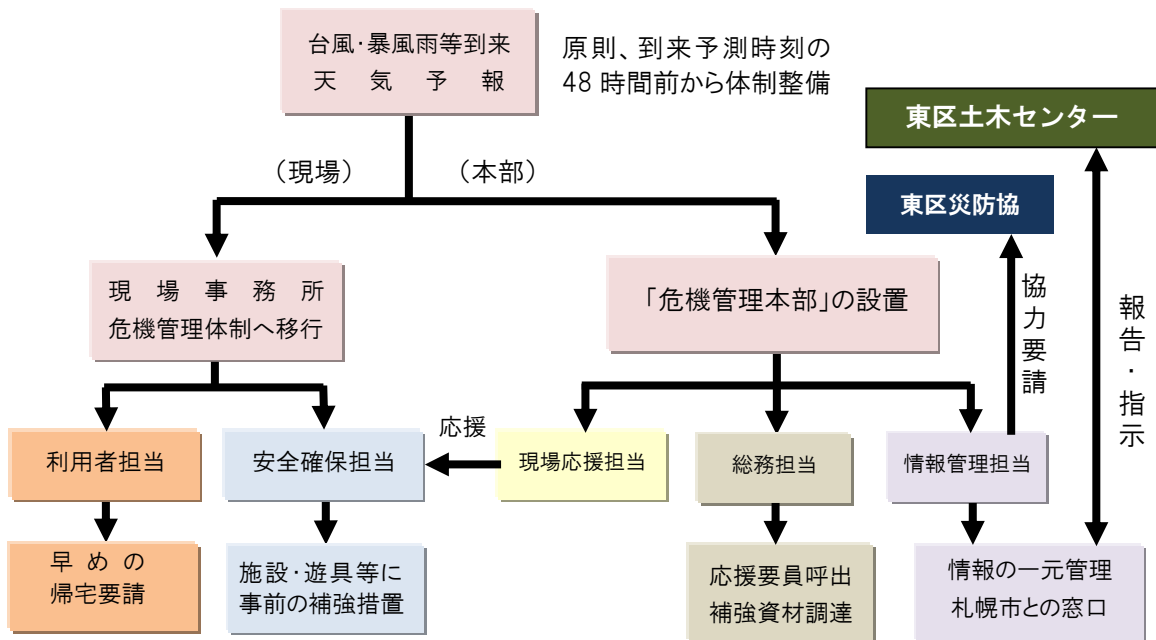 台風・暴風雨等到来
天気予報
原則、到来予測時刻の
48時間前から体制整備
東区土木センター
（現場）
（本部）
東区災防協
現場事務所
危機管理体制へ移行
「危機管理本部」の設置
協力要請
報告・指示
利用者担当
安全確保担当
応援
現場応援担当
総務担当
情報管理担当
早めの
帰宅要請
施設・遊具等に
事前の補強措置
応援要員呼出
補強資材調達
情報の一元管理
札幌市との窓口